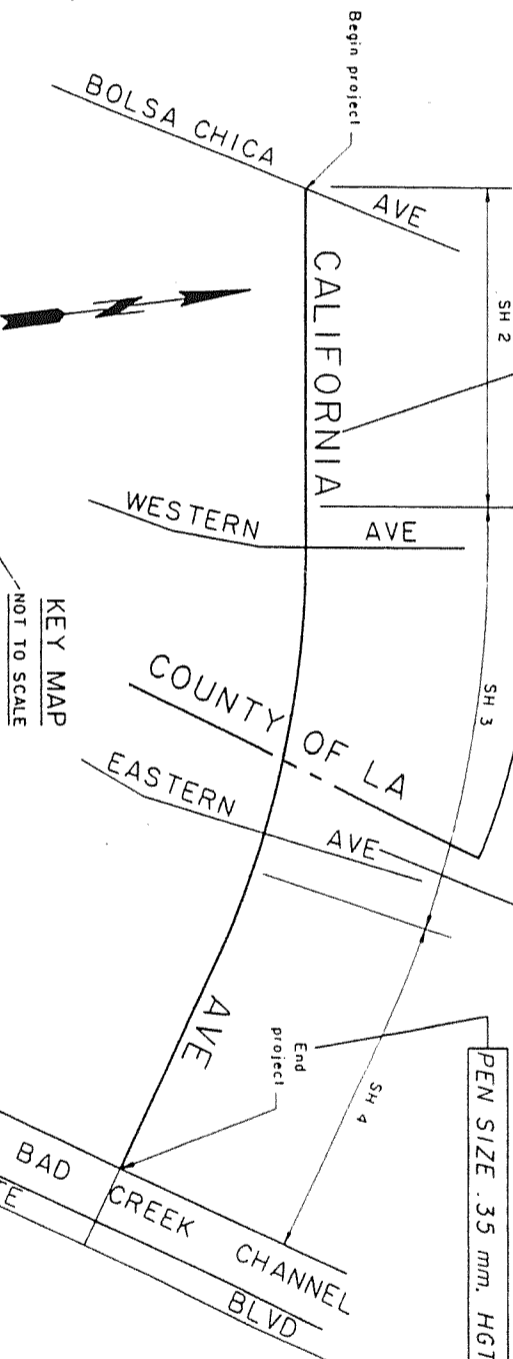 Begin project
BOLSA CHICA AVE
SH 2
CALIFORNIA AVE
WESTERN AVE
SH 3
KEY MAP
NOT TO SCALE
COUNTY OF LA
EASTERN AVE
SH 4
End
project
PEN SIZE .35 mm. HGT
BAD CREEK CHANNEL
BLVD